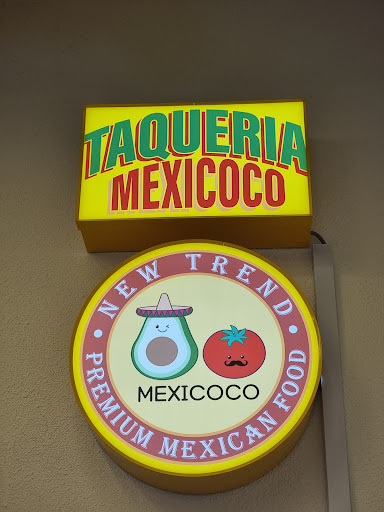 TAQUERIA
MEXICOCO
• NEW TREND •
MEXICOCO
PREMIUM MEXICAN FOOD